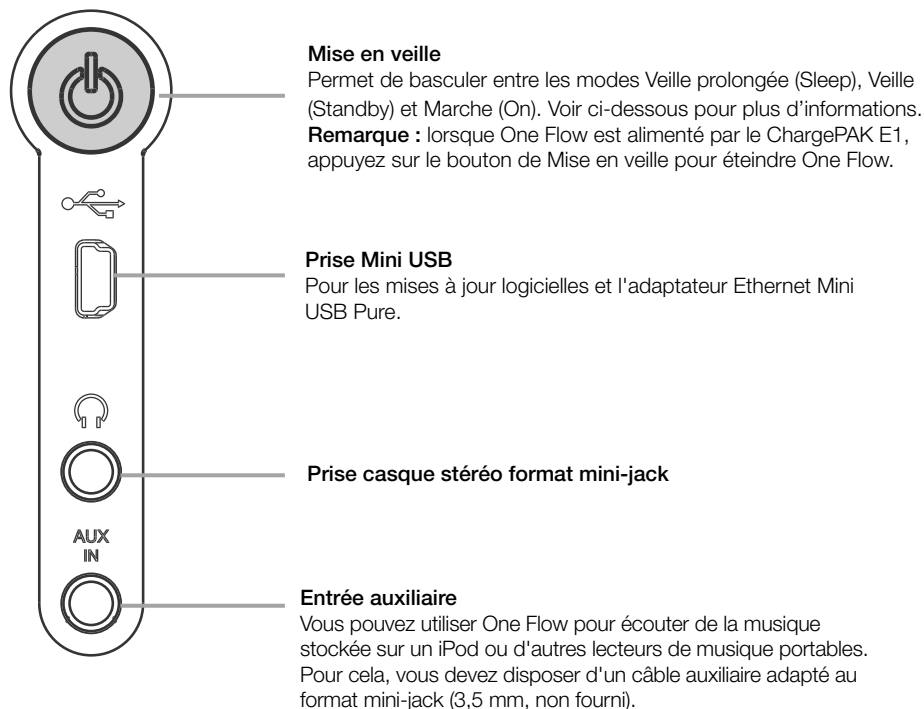 Mise en veille
Permet de basculer entre les modes Veille prolongée (Sleep), Veille
(Standby) et Marche (On). Voir ci-dessous pour plus d’informations.
Remarque : lorsque One Flow est alimenté par le ChargePAK E1,
appuyez sur le bouton de Mise en veille pour éteindre One Flow.
Prise Mini USB
Pour les mises à jour logicielles et l'adaptateur Ethernet Mini
USB Pure.
Prise casque stéréo format mini-jack
AUX
IN
Entrée auxiliaire
Vous pouvez utiliser One Flow pour écouter de la musique
stockée sur un iPod ou d'autres lecteurs de musique portables.
Pour cela, vous devez disposer d'un câble auxiliaire adapté au
format mini-jack (3,5 mm, non fourni).